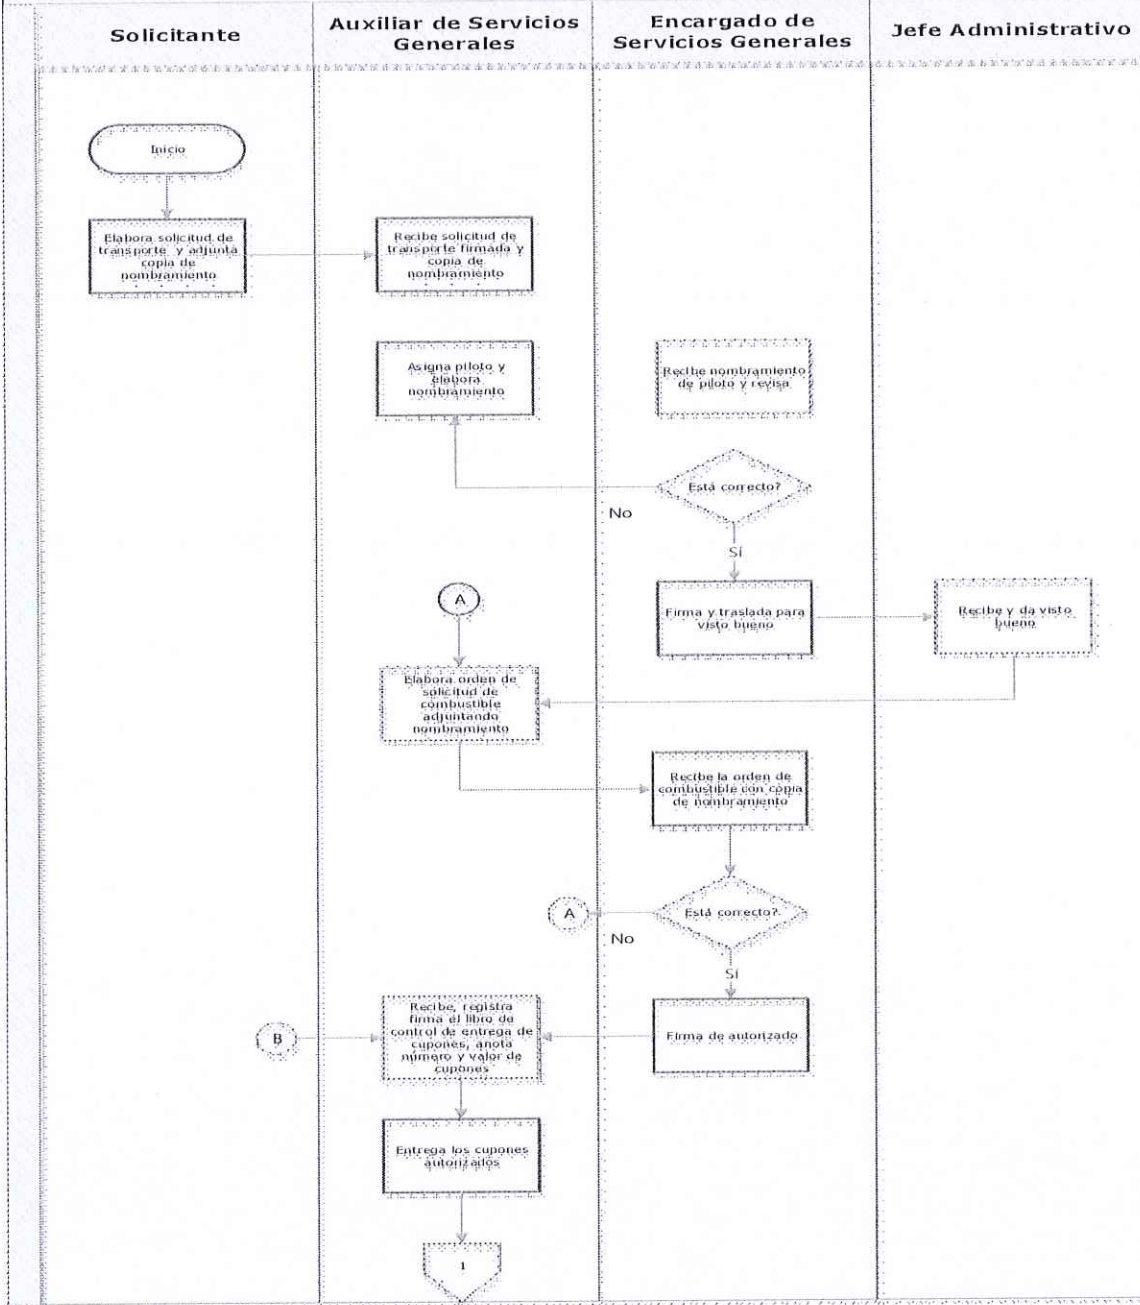 Solicitante
Auxiliar de Servicios
Generales
Encargado de
Servicios Generales
Jefe Administrativo
Inicio
Elabora solicitud de
transporte y adjunta
copia de
nombramiento
Recibe solicitud de
transporte firmada y
copia de
nombramiento
Asigna piloto y
elabora
nombramiento
Recibe nombramiento
de piloto y revisa
Está correcto?
No
Sí
Firma y traslada para
visto bueno
Recibe y da visto
bueno
A
Elabora orden de
solicitud de
combustible
adjuntando
nombramiento
Recibe la orden de
combustible con copia
de nombramiento
Está correcto?
A
No
Sí
Firma de autorizado
B
Recibe, registra
firma el libro de
control de entrega de
cupones, anota
número y valor de
cupones
Entrega los cupones
autorizados
1